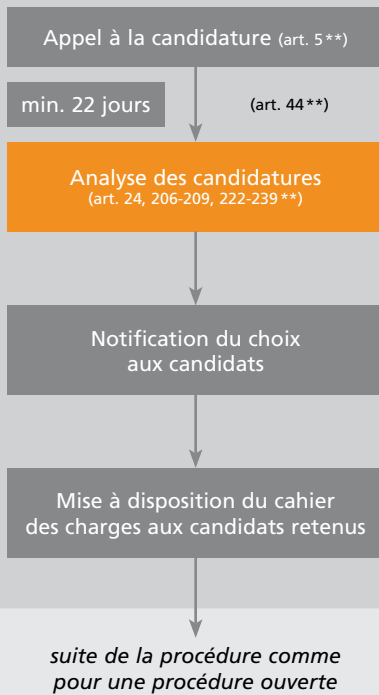 Appel à la candidature (art. 5**)
min. 22 jours
(art. 44**)
Analyse des candidatures
(art. 24, 206-209, 222-239**)
Notification du choix
aux candidats
Mise à disposition du cahier
des charges aux candidats retenus
suite de la procédure comme
pour une procédure ouverte